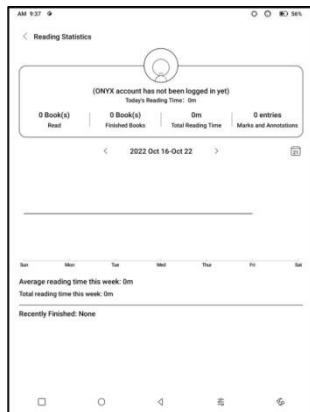 AM 9:37 56%
Reading Statistics
(ONYX account has not been logged in yet)
Today's Reading Time: 0m
0 Book(s) 0 Book(s) 0m 0 entries
Read Finished Books Total Reading Time Marks and Annotations
2022 Oct 16-Oct 22 21
Sun Mon Tue Wed Thur Fri Sat
Average reading time this week: 0m
Total reading time this week: 0m
Recently Finished: None